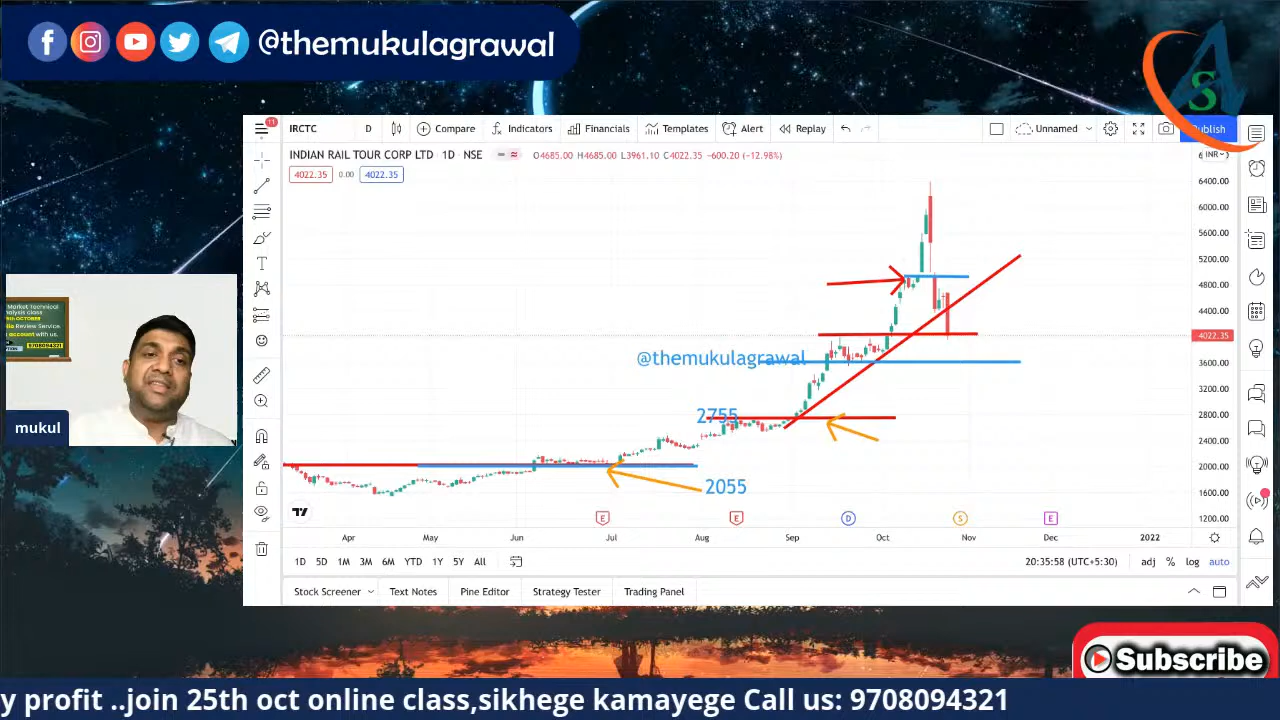 @themukulagrawal
A
S
IRCTC D Compare Indicators Financials Templates Alert Replay Unnamed Publish
11
INDIAN RAIL TOUR CORP LTD · 1D · NSE O4685.00 H4685.00 L3961.10 C4022.35 -600.20 (-12.98%)
INR
4022.35 0.00 4022.35
6400.00
6000.00
5600.00
5200.00
4800.00
4400.00
4022.35
3600.00
3200.00
2800.00
2400.00
2000.00
1600.00
1200.00
@themukulagrawal
2755
2055
Market Technical
9708094321
mukul
E E D S E
Apr May Jun Jul Aug Sep Oct Nov Dec 2022
1D 5D 1M 3M 6M YTD 1Y 5Y All 20:35:58 (UTC+5:30) adj % log auto
Stock Screener Text Notes Pine Editor Strategy Tester Trading Panel
Subscribe
y profit ..join 25th oct online class,sikhege kamayege Call us: 9708094321